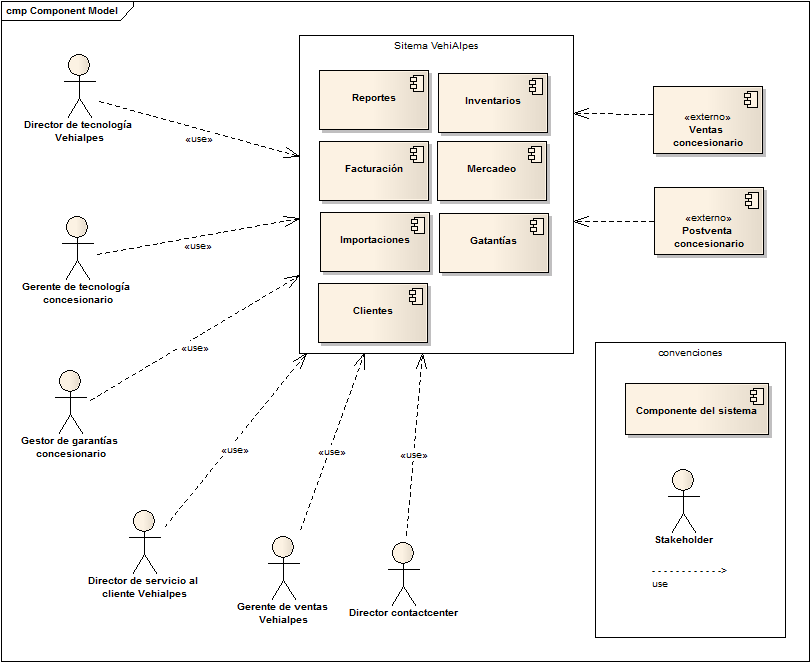 cmp Component Model
Sitema VehiAlpes
Reportes
Inventarios
Facturación
Mercadeo
Importaciones
Gatantías
Clientes
«externo»
Ventas
concesionario
«externo»
Postventa
concesionario
Director de tecnología
Vehialpes
«use»
Gerente de tecnología
concesionario
«use»
Gestor de garantías
concesionario
«use»
Director de servicio al
cliente Vehialpes
«use»
Gerente de ventas
Vehialpes
«use»
Director contactcenter
«use»
convenciones
Componente del sistema
Stakeholder
use